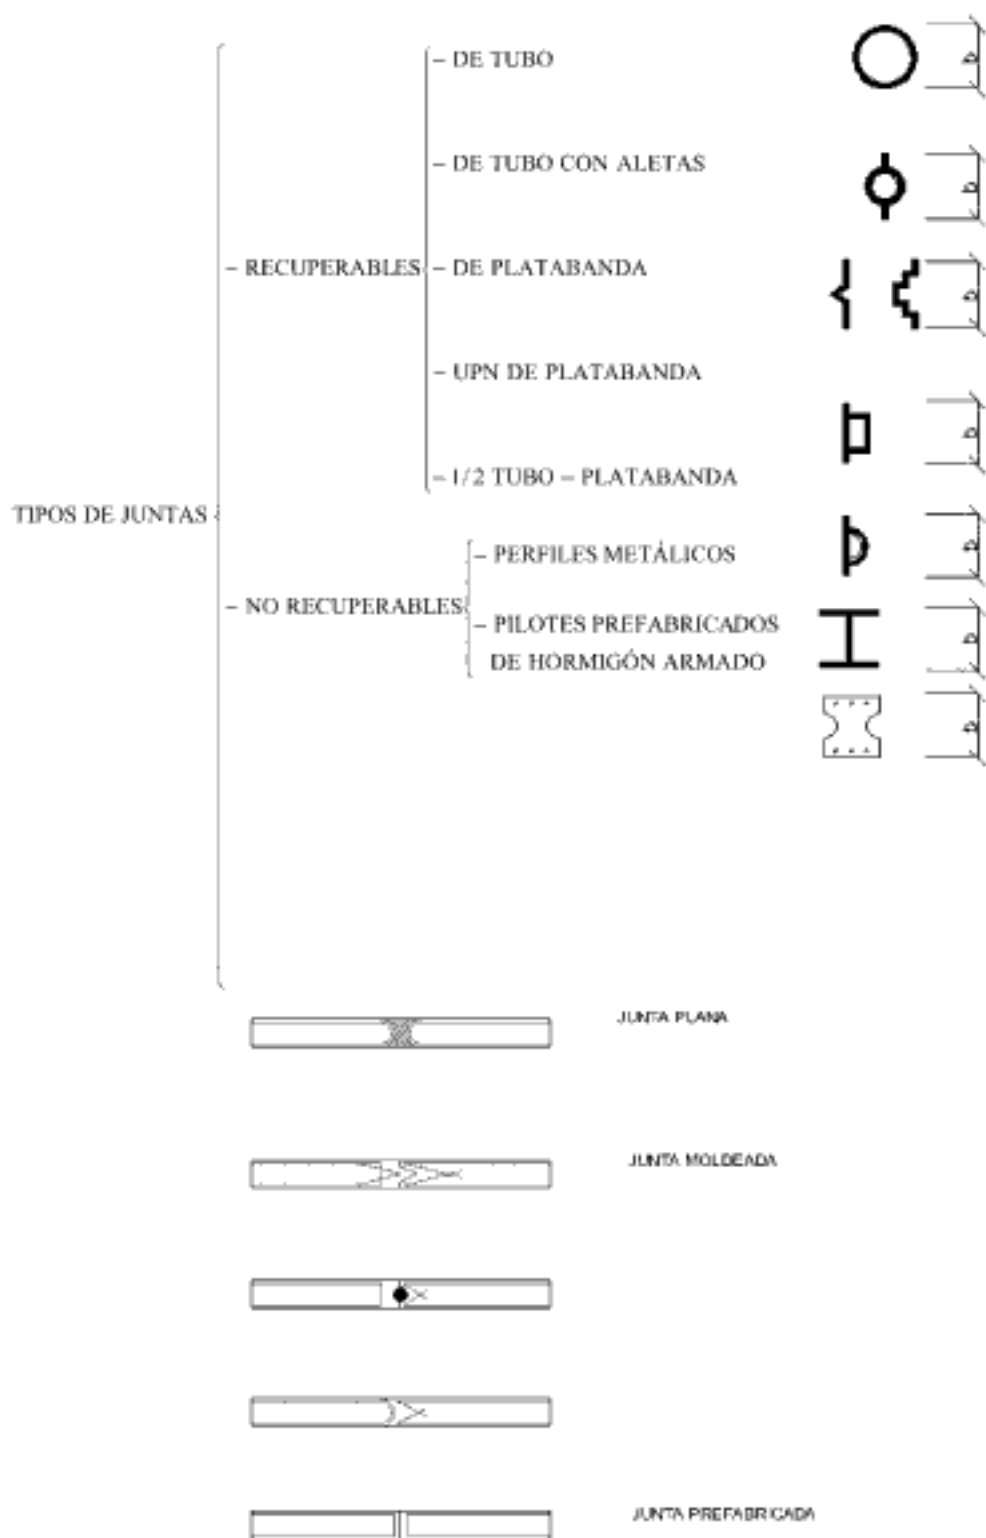 – DE TUBO
– DE TUBO CON ALETAS
– RECUPERABLES
– DE PLATABANDA
– UPN DE PLATABANDA
– 1/2 TUBO – PLATABANDA
TIPOS DE JUNTAS
– PERFILES METÁLICOS
– NO RECUPERABLES
– PILOTES PREFABRICADOS
DE HORMIGÓN ARMADO
JUNTA PLANA
JUNTA MOLDEADA
JUNTA PREFABRICADA